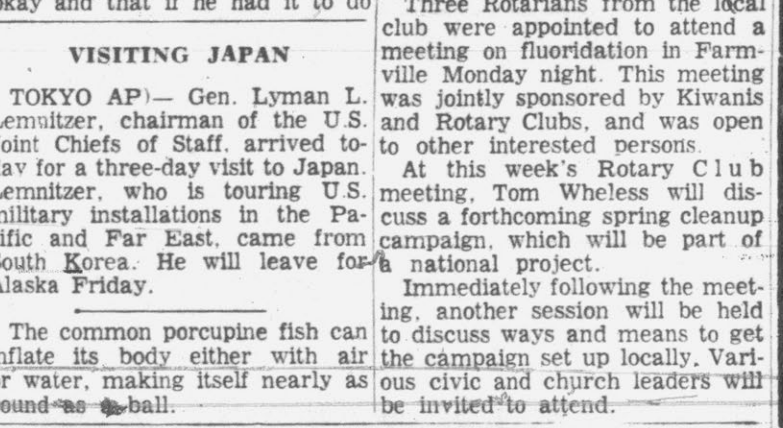 okay and that if he had it to do
VISITING JAPAN
TOKYO AP)— Gen. Lyman L.
Lemnitzer, chairman of the U.S.
Joint Chiefs of Staff, arrived to-
day for a three-day visit to Japan.
Lemnitzer, who is touring U.S.
military installations in the Pa-
cific and Far East, came from
South Korea. He will leave for
Alaska Friday.
The common porcupine fish can
inflate its body either with air
or water, making itself nearly as
round as a ball.
Three Rotarians from the local
club were appointed to attend a
meeting on fluoridation in Farm-
ville Monday night. This meeting
was jointly sponsored by Kiwanis
and Rotary Clubs, and was open
to other interested persons.
At this week's Rotary Club
meeting, Tom Wheless will dis-
cuss a forthcoming spring cleanup
campaign, which will be part of
a national project.
Immediately following the meet-
ing, another session will be held
to discuss ways and means to get
the campaign set up locally. Vari-
ous civic and church leaders will
be invited to attend.